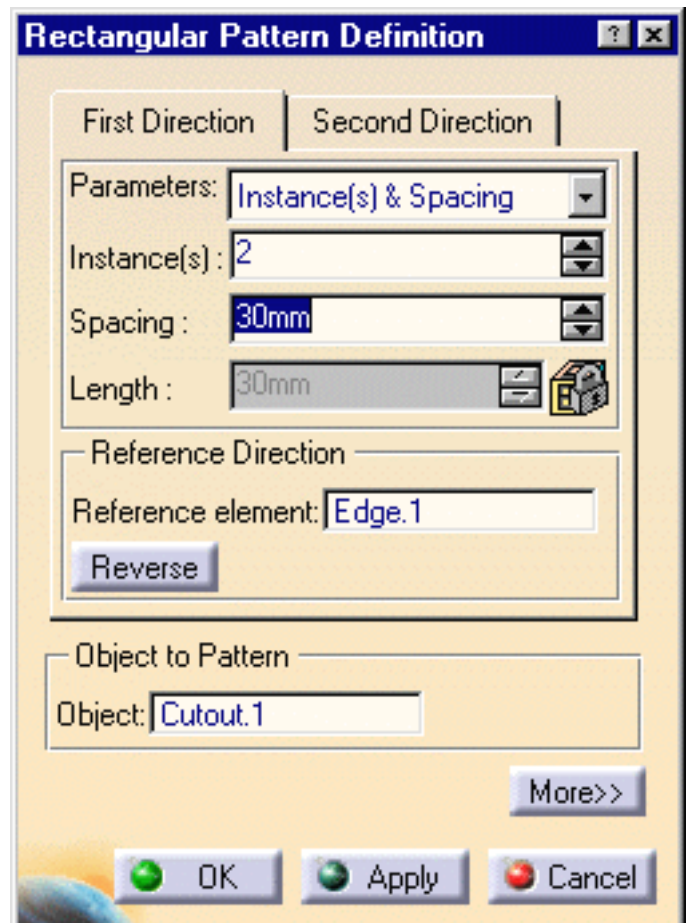 Rectangular Pattern Definition ? x
First Direction Second Direction
Parameters: Instance(s) & Spacing
Instance(s) : 2
Spacing : 30mm
Length : 30mm
Reference Direction
Reference element: Edge.1
Reverse
Object to Pattern
Object: Cutout.1
More>>
OK Apply Cancel